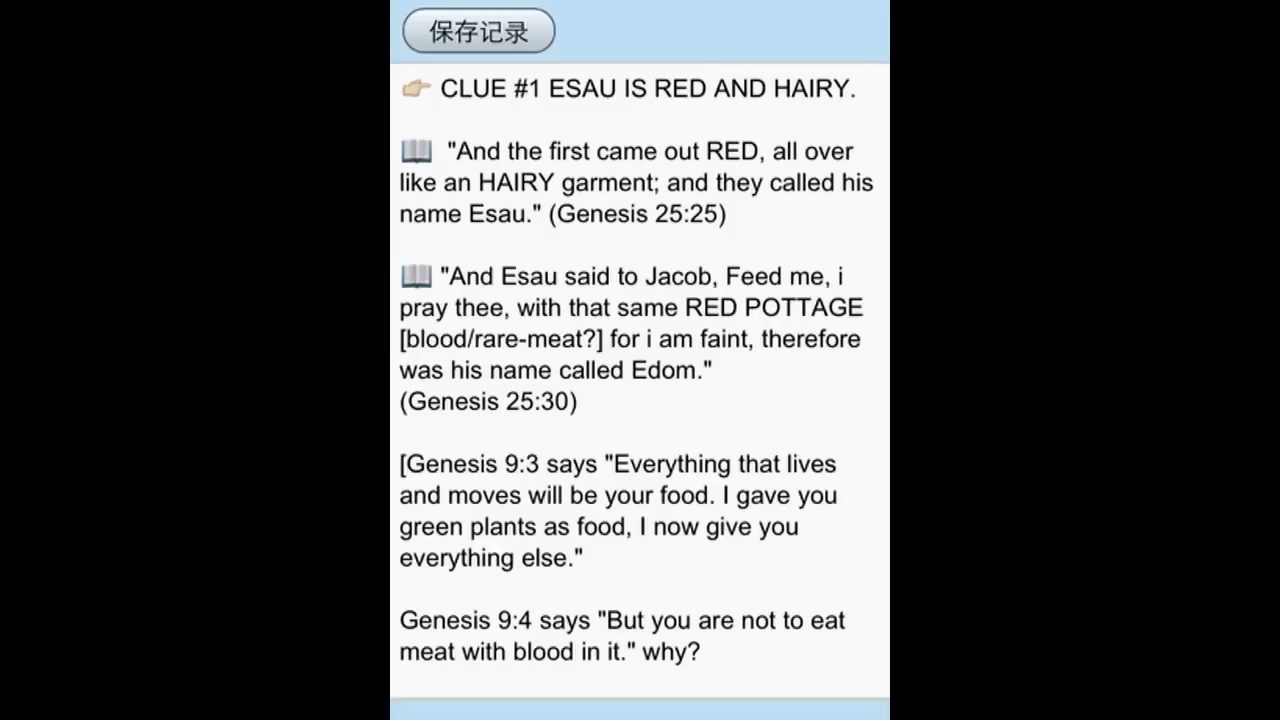 保存记录
👉🏼 CLUE #1 ESAU IS RED AND HAIRY.
📖 "And the first came out RED, all over
like an HAIRY garment; and they called his
name Esau." (Genesis 25:25)
📖 "And Esau said to Jacob, Feed me, i
pray thee, with that same RED POTTAGE
[blood/rare-meat?] for i am faint, therefore
was his name called Edom."
(Genesis 25:30)
[Genesis 9:3 says "Everything that lives
and moves will be your food. I gave you
green plants as food, I now give you
everything else."
Genesis 9:4 says "But you are not to eat
meat with blood in it." why?